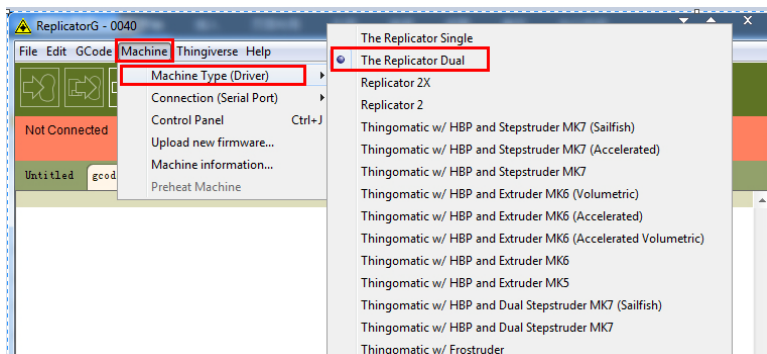 ReplicatorG - 0040
File Edit GCode Machine Thingiverse Help
Not Connected
Untitled
gcod
Machine Type (Driver)
Connection (Serial Port)
Control Panel Ctrl+J
Upload new firmware...
Machine information...
Preheat Machine
The Replicator Single
The Replicator Dual
Replicator 2X
Replicator 2
Thingomatic w/ HBP and Stepstruder MK7 (Sailfish)
Thingomatic w/ HBP and Stepstruder MK7 (Accelerated)
Thingomatic w/ HBP and Stepstruder MK7
Thingomatic w/ HBP and Extruder MK6 (Volumetric)
Thingomatic w/ HBP and Extruder MK6 (Accelerated)
Thingomatic w/ HBP and Extruder MK6 (Accelerated Volumetric)
Thingomatic w/ HBP and Extruder MK6
Thingomatic w/ HBP and Extruder MK5
Thingomatic w/ HBP and Dual Stepstruder MK7 (Sailfish)
Thingomatic w/ HBP and Dual Stepstruder MK7
Thingomatic w/ Frostruder